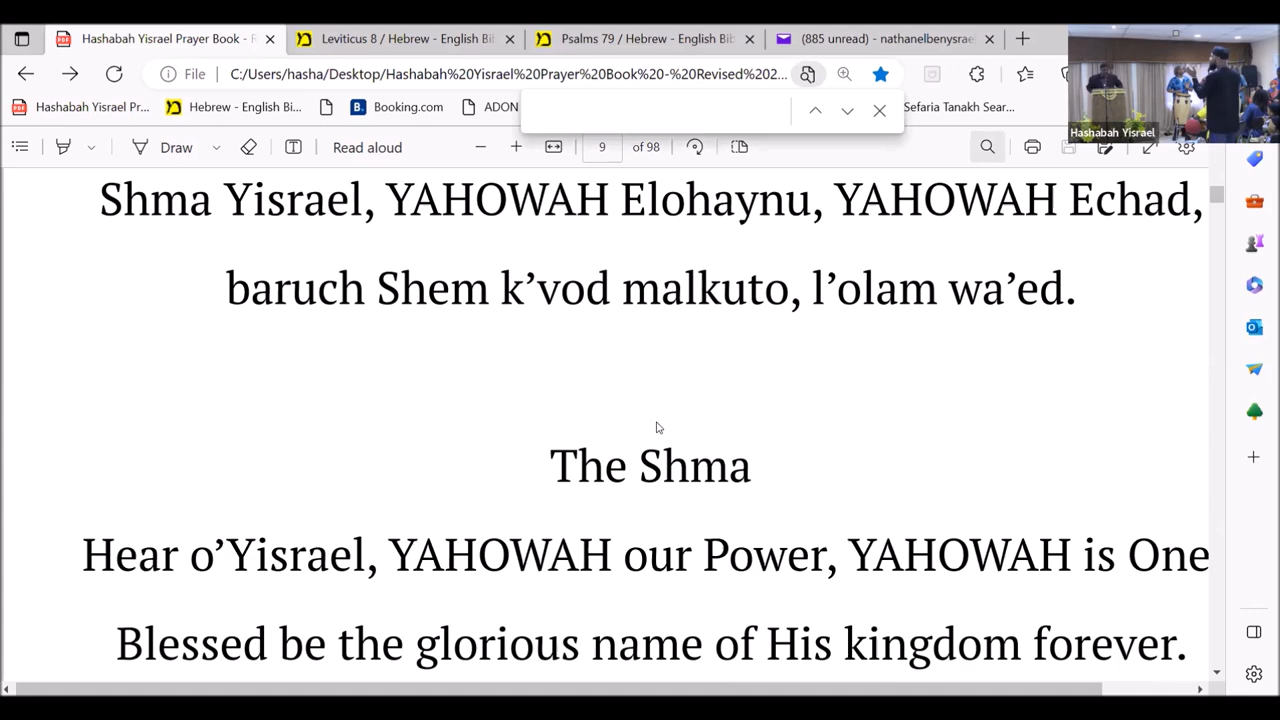 Hashabah Yisrael Prayer Book - R
Leviticus 8 / Hebrew - English Bib
Psalms 79 / Hebrew - English Bib
(885 unread) - nathanelbenysrae
File
C:/Users/hasha/Desktop/Hashabah%20Yisrael%20Prayer%20Book%20-%20Revised%202...
Hashabah Yisrael Pr...
Hebrew - English Bi...
Booking.com
ADON
Sefaria Tanakh Sear...
Hashabah Yisrael
Draw
Read aloud
9 of 98
Shma Yisrael, YAHOWAH Elohaynu, YAHOWAH Echad,
baruch Shem k’vod malkuto, l’olam wa’ed.
The Shma
Hear o’Yisrael, YAHOWAH our Power, YAHOWAH is One
Blessed be the glorious name of His kingdom forever.